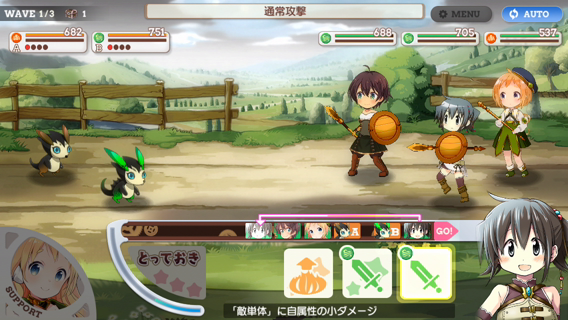 WAVE 1/3 1
通常攻撃
MENU
AUTO
682
751
688
705
537
A
B
A
B
GO!
SUPPORT
とっておき
「敵単体」に自属性の小ダメージ